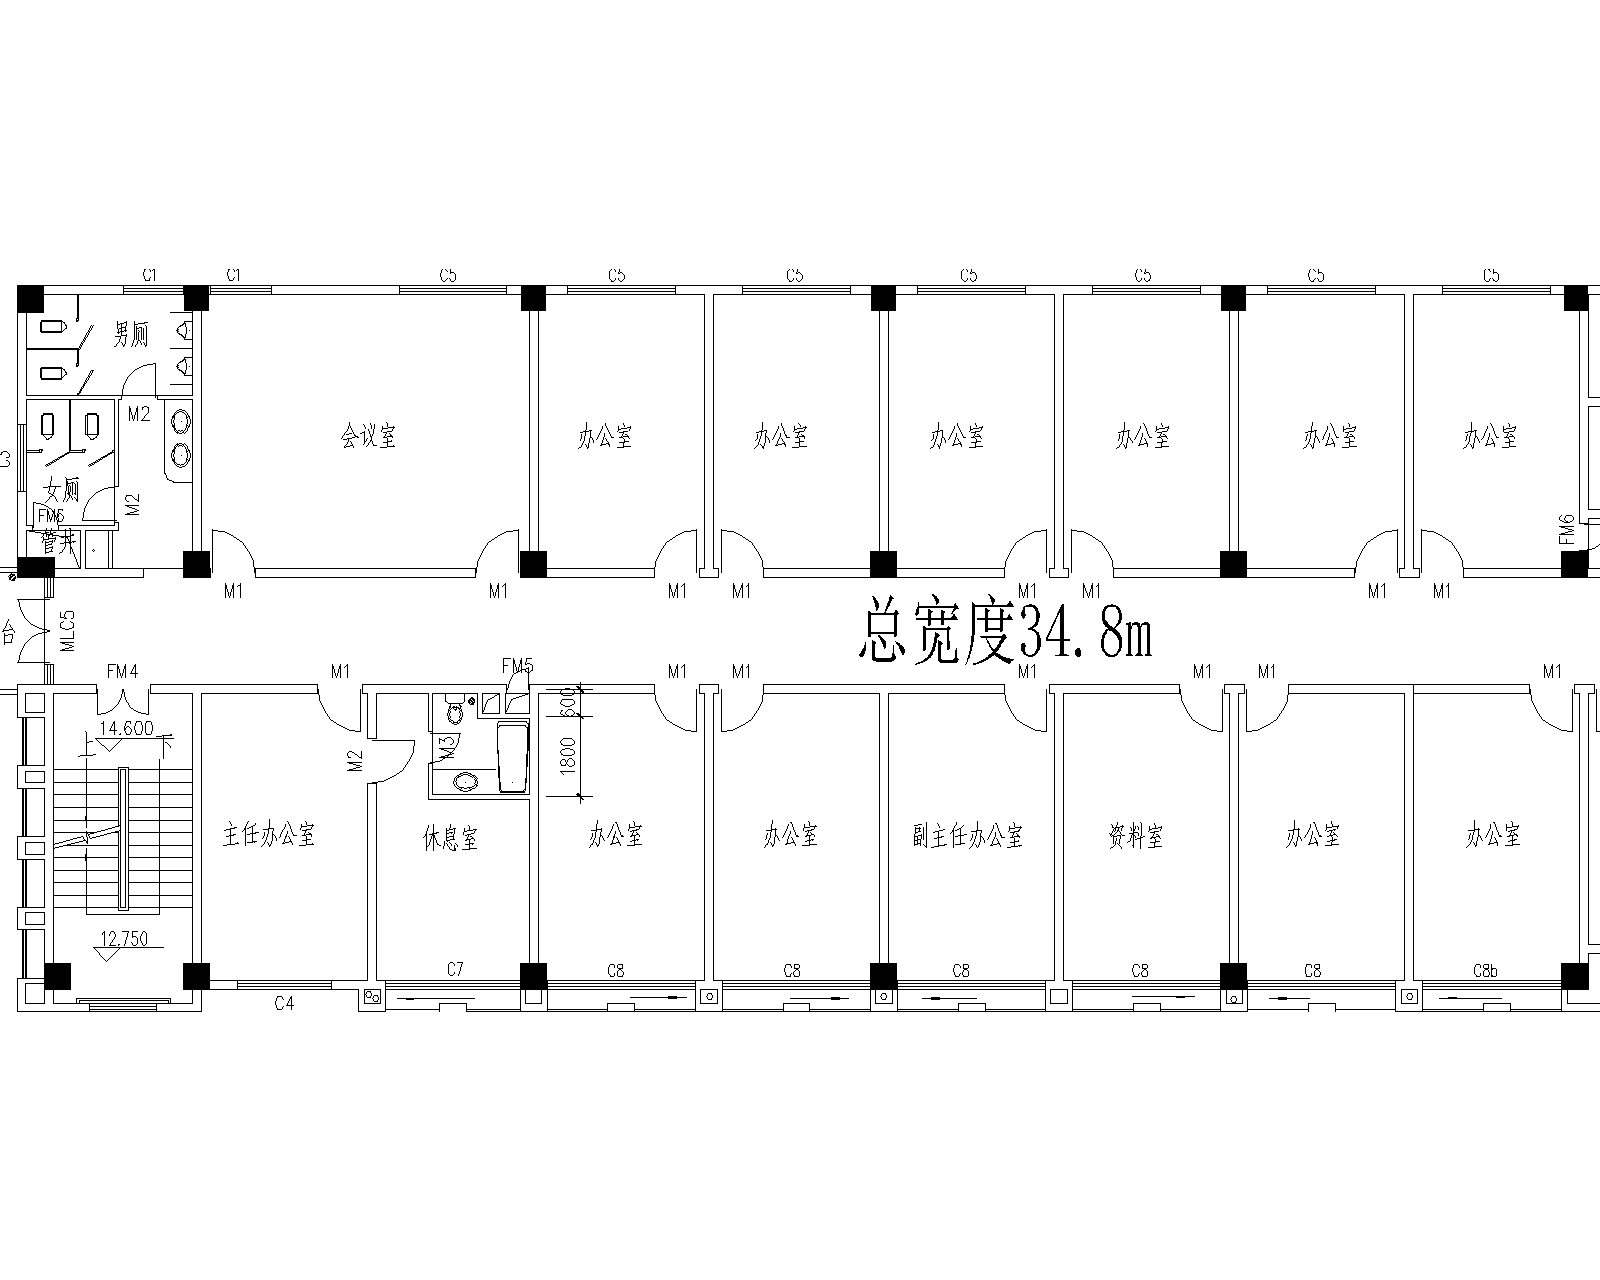 C1 C1 C5 C5 C5 C5 C5 C5 C5
男厕
M2
C3
会议室 办公室 办公室 办公室 办公室 办公室 办公室
女厕
M2
FM5
FM6
管井
M1 M1 M1 M1 M1 M1 M1 M1
台
MLC5
总宽度34.8m
FM4 M1 FM5 M1 M1 M1 M1 M1 M1
600
14.600
上 下
M2
M3
1800
主任办公室 休息室 办公室 办公室 副主任办公室 资料室 办公室 办公室
12.750
C7 C8 C8 C8 C8 C8 C8b
C4